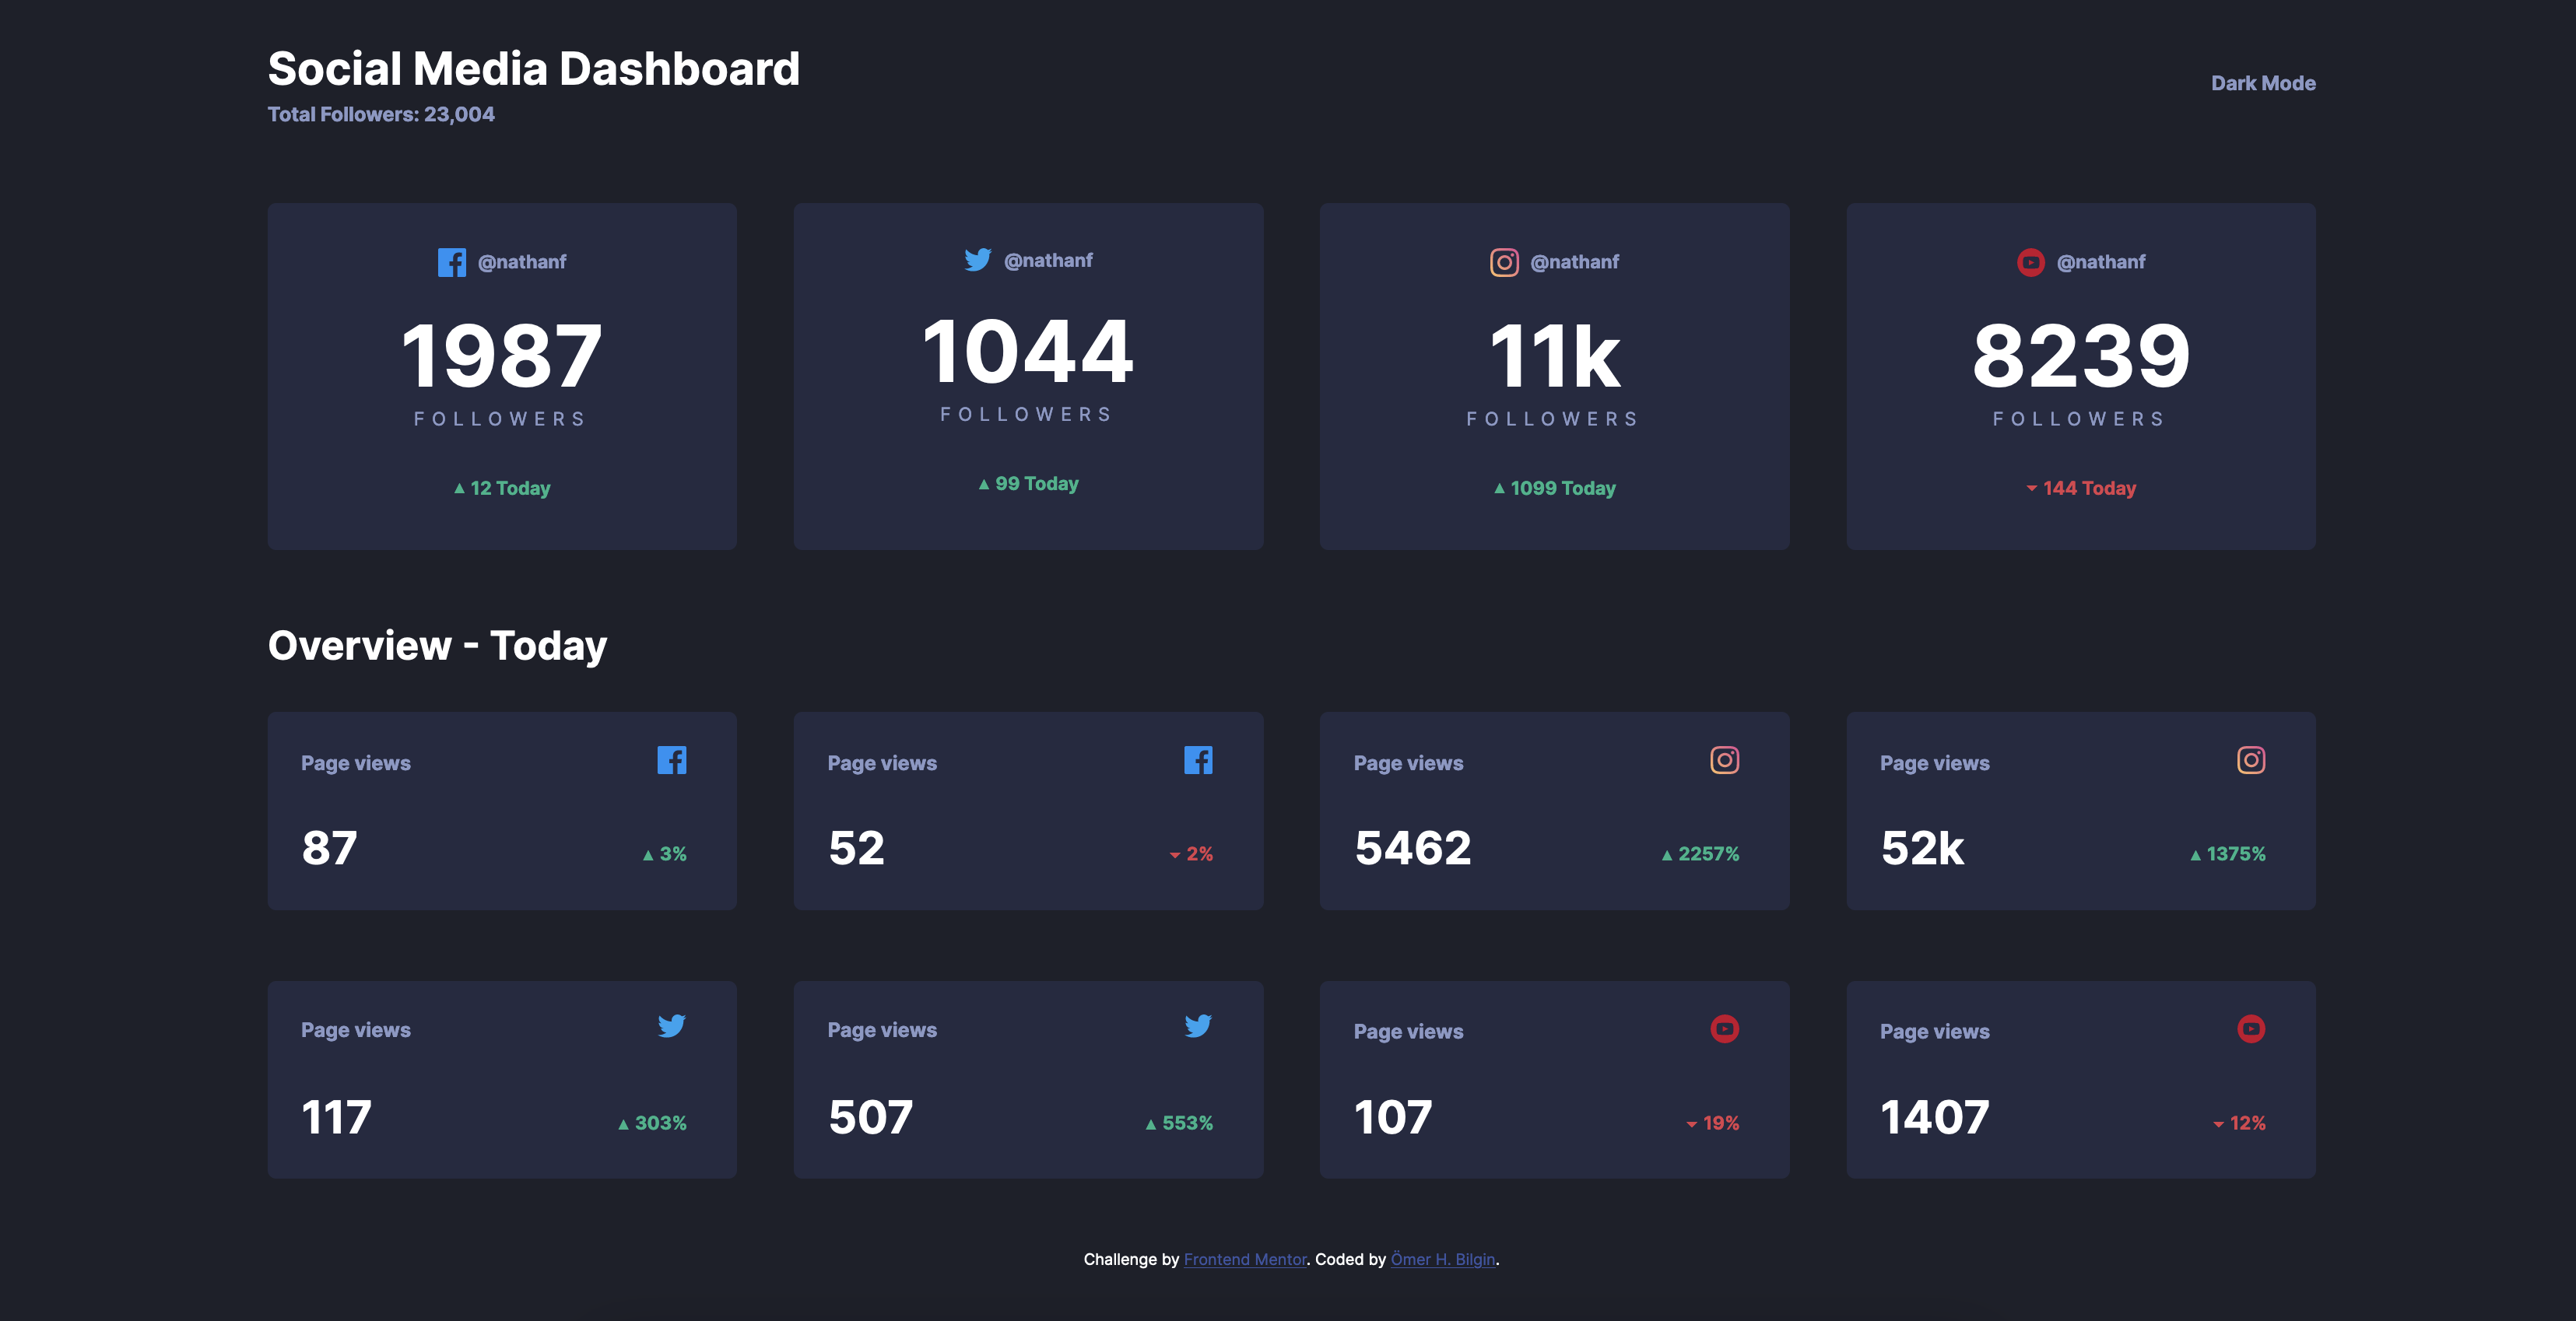 Social Media Dashboard
Total Followers: 23,004
Dark Mode
@nathanf
1987
FOLLOWERS
12 Today
@nathanf
1044
FOLLOWERS
99 Today
@nathanf
11k
FOLLOWERS
1099 Today
@nathanf
8239
FOLLOWERS
144 Today
Overview - Today
Page views
87
3%
Page views
52
2%
Page views
5462
2257%
Page views
52k
1375%
Page views
117
303%
Page views
507
553%
Page views
107
19%
Page views
1407
12%
Challenge by Frontend Mentor. Coded by Ömer H. Bilgin.